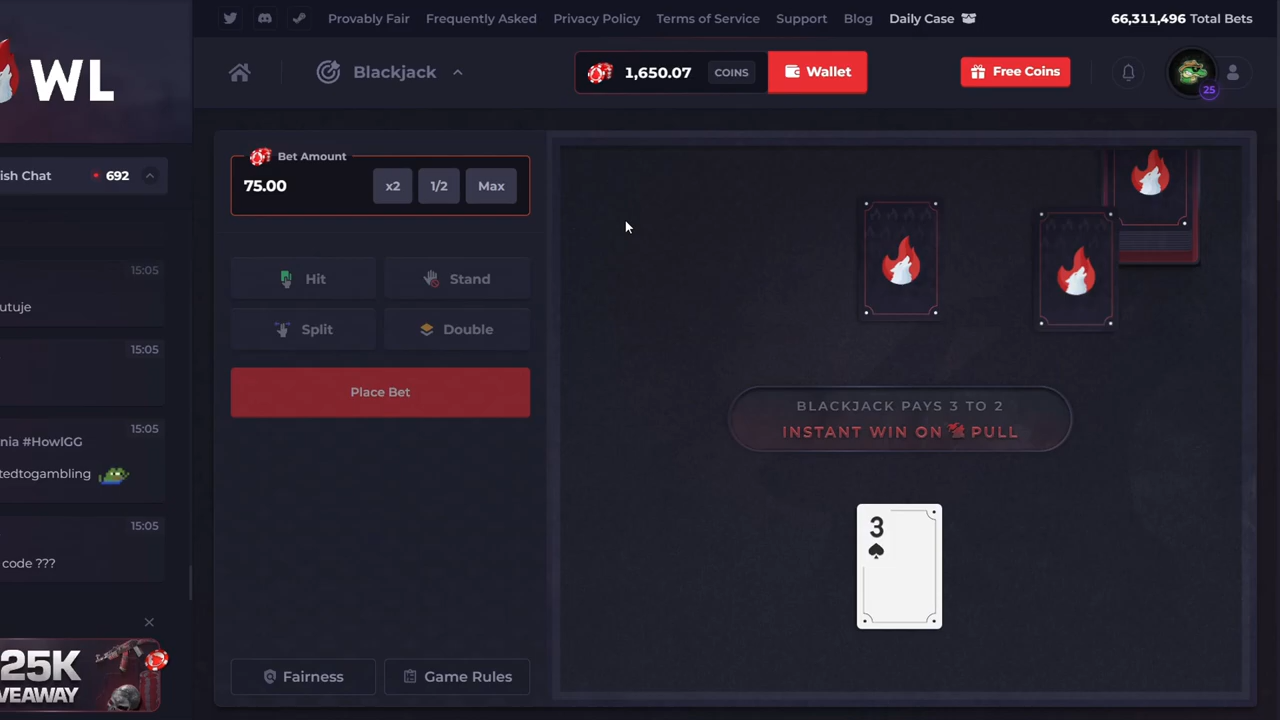 Provably Fair Frequently Asked Privacy Policy Terms of Service Support Blog Daily Case 66,311,496 Total Bets
WL
Blackjack 1,650.07 COINS Wallet Free Coins
25
ish Chat 692
Bet Amount
75.00 x2 1/2 Max
15:05
utuje
Hit Stand
Split Double
15:05
Place Bet
BLACKJACK PAYS 3 TO 2
INSTANT WIN ON PULL
15:05
nia #HowIGG
tedtogambling
15:05
code ???
3
25K
VEAWAY
Fairness Game Rules